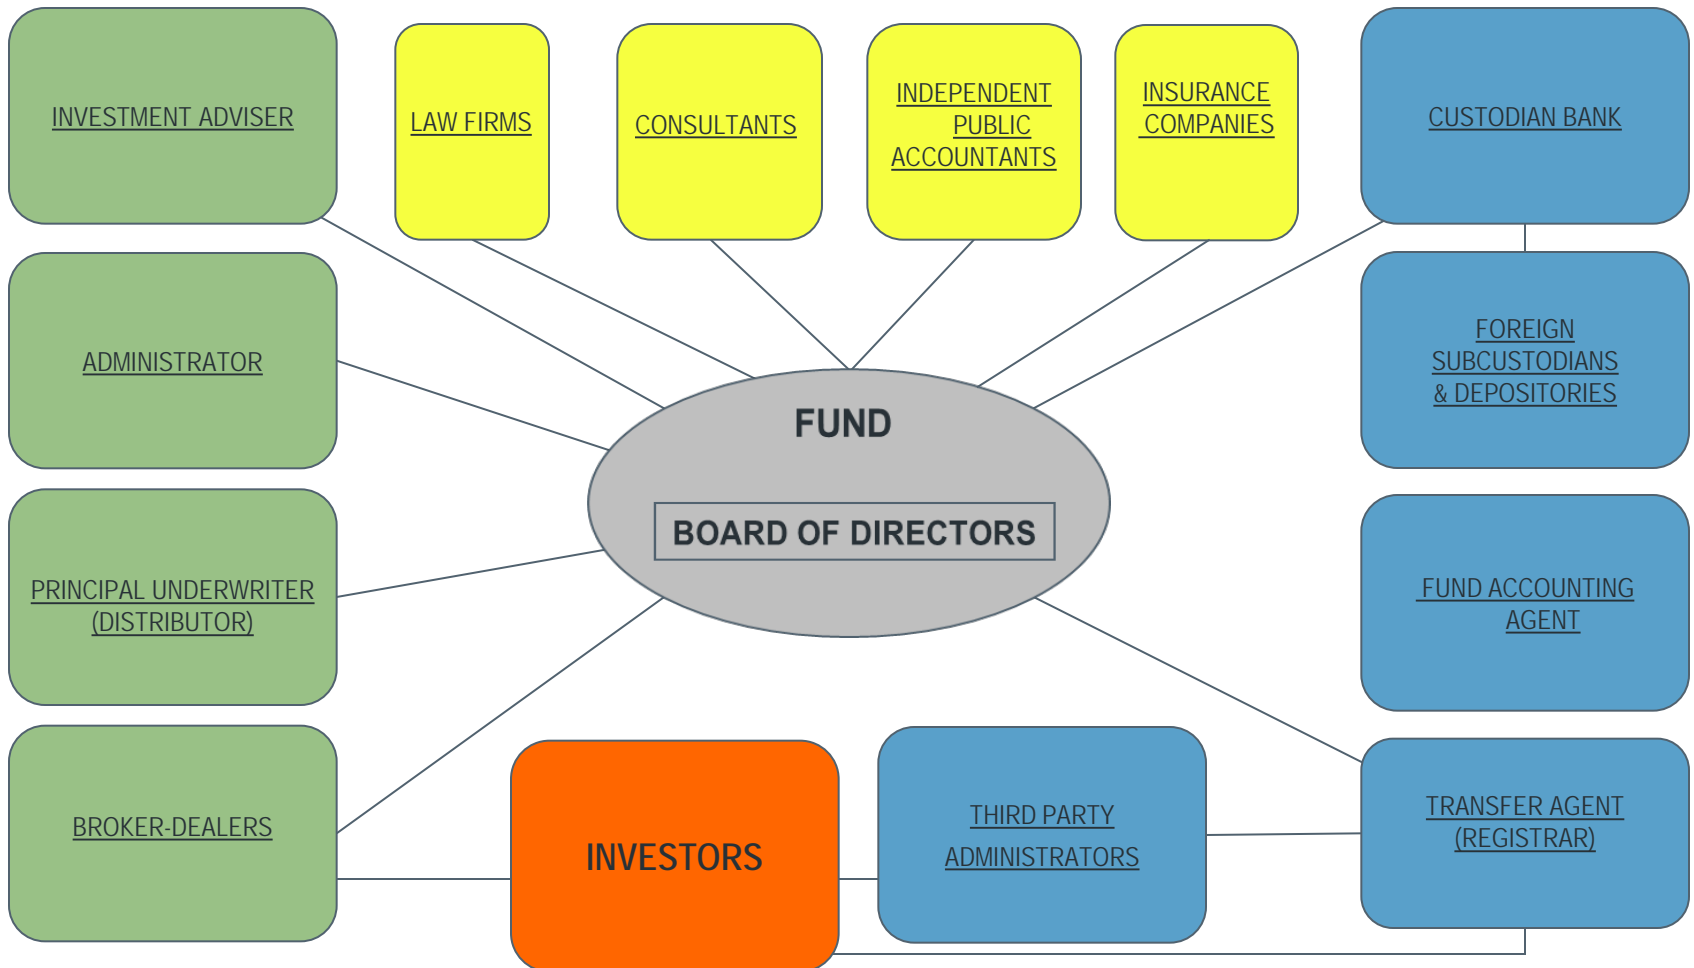 INVESTMENT ADVISER
LAW FIRMS
CONSULTANTS
INDEPENDENT
PUBLIC
ACCOUNTANTS
INSURANCE
COMPANIES
CUSTODIAN BANK
ADMINISTRATOR
FOREIGN
SUBCUSTODIANS
& DEPOSITORIES
FUND
BOARD OF DIRECTORS
PRINCIPAL UNDERWRITER
(DISTRIBUTOR)
FUND ACCOUNTING
AGENT
BROKER-DEALERS
INVESTORS
THIRD PARTY
ADMINISTRATORS
TRANSFER AGENT
(REGISTRAR)